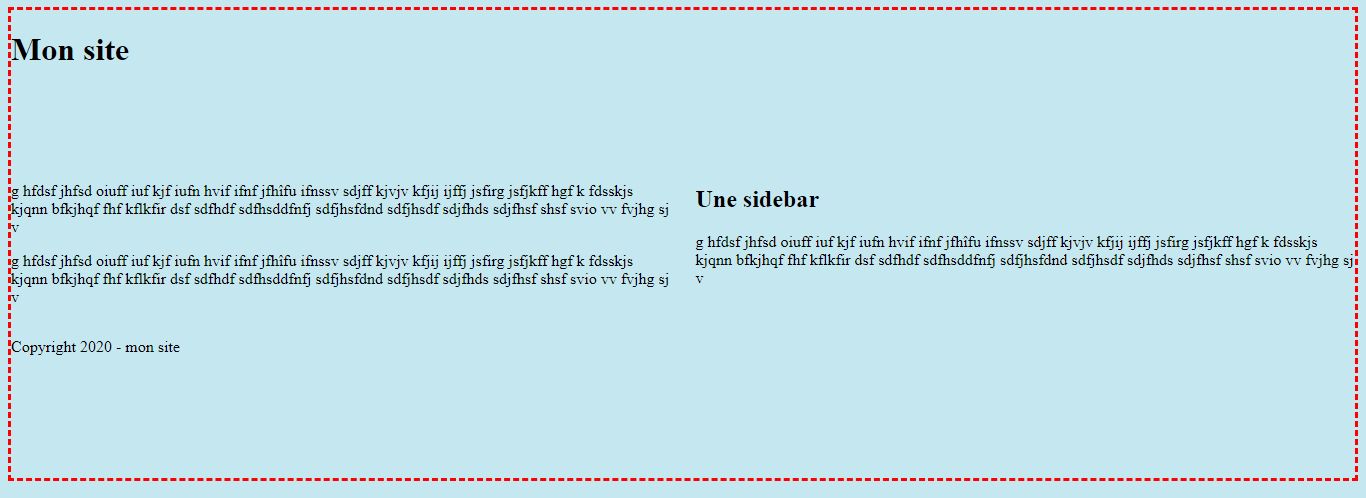 Mon site
g hfdsf jhfsd oiuff iuf kjf iufn hvif ifnf jfhîfu ifnssv sdjff kjvjv kfjij ijffj jsfirg jsfjkff hgf k fdsskjs
kjqnn bfkjhqf fhf kflkfir dsf sdfhdf sdfhsddfnfj sdfjhsfdnd sdfjhsdf sdjfhds sdjfhsf shsf svio vv fvjhg sj
v
g hfdsf jhfsd oiuff iuf kjf iufn hvif ifnf jfhîfu ifnssv sdjff kjvjv kfjij ijffj jsfirg jsfjkff hgf k fdsskjs
kjqnn bfkjhqf fhf kflkfir dsf sdfhdf sdfhsddfnfj sdfjhsfdnd sdfjhsdf sdjfhds sdjfhsf shsf svio vv fvjhg sj
v
Une sidebar
g hfdsf jhfsd oiuff iuf kjf iufn hvif ifnf jfhîfu ifnssv sdjff kjvjv kfjij ijffj jsfirg jsfjkff hgf k fdsskjs
kjqnn bfkjhqf fhf kflkfir dsf sdfhdf sdfhsddfnfj sdfjhsfdnd sdfjhsdf sdjfhds sdjfhsf shsf svio vv fvjhg sj
v
Copyright 2020 - mon site